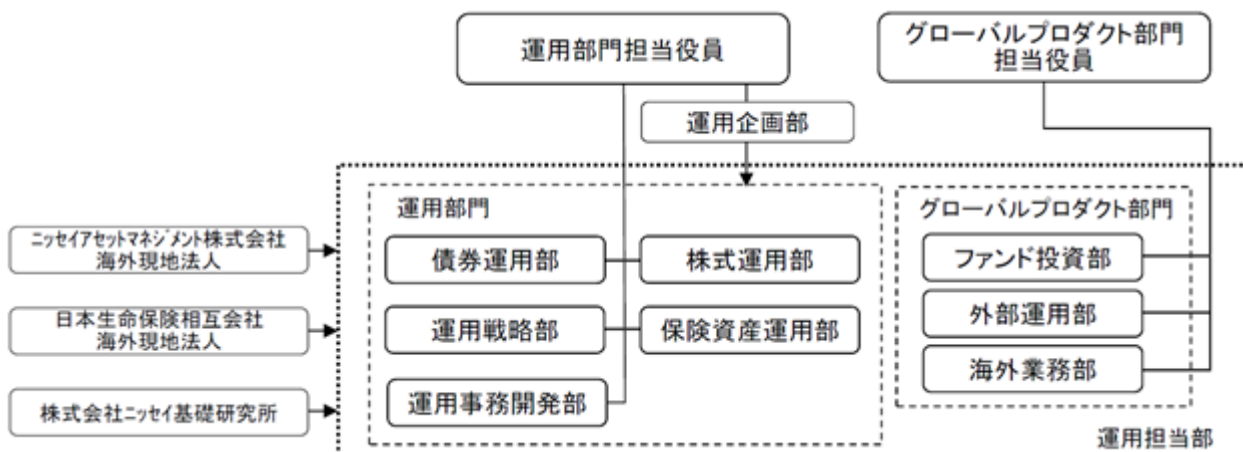 運用部門担当役員
グローバルプロダクト部門
担当役員
運用企画部
運用部門
グローバルプロダクト部門
ニッセイアセットマネジメント株式会社
海外現地法人
債券運用部
株式運用部
ファンド投資部
日本生命保険相互会社
海外現地法人
運用戦略部
保険資産運用部
外部運用部
海外業務部
株式会社ニッセイ基礎研究所
運用事務開発部
運用担当部